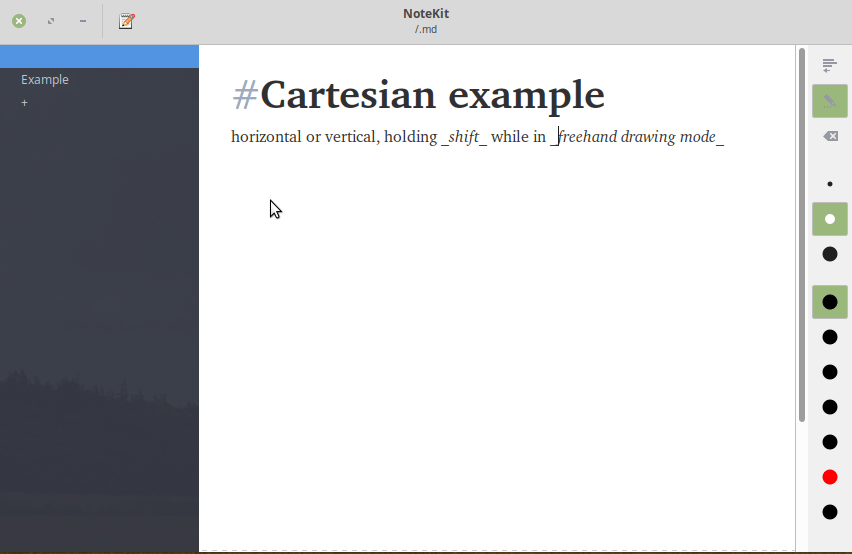 NoteKit
/.md
Example
+
#Cartesian example
horizontal or vertical, holding _shift_ while in _freehand drawing mode_